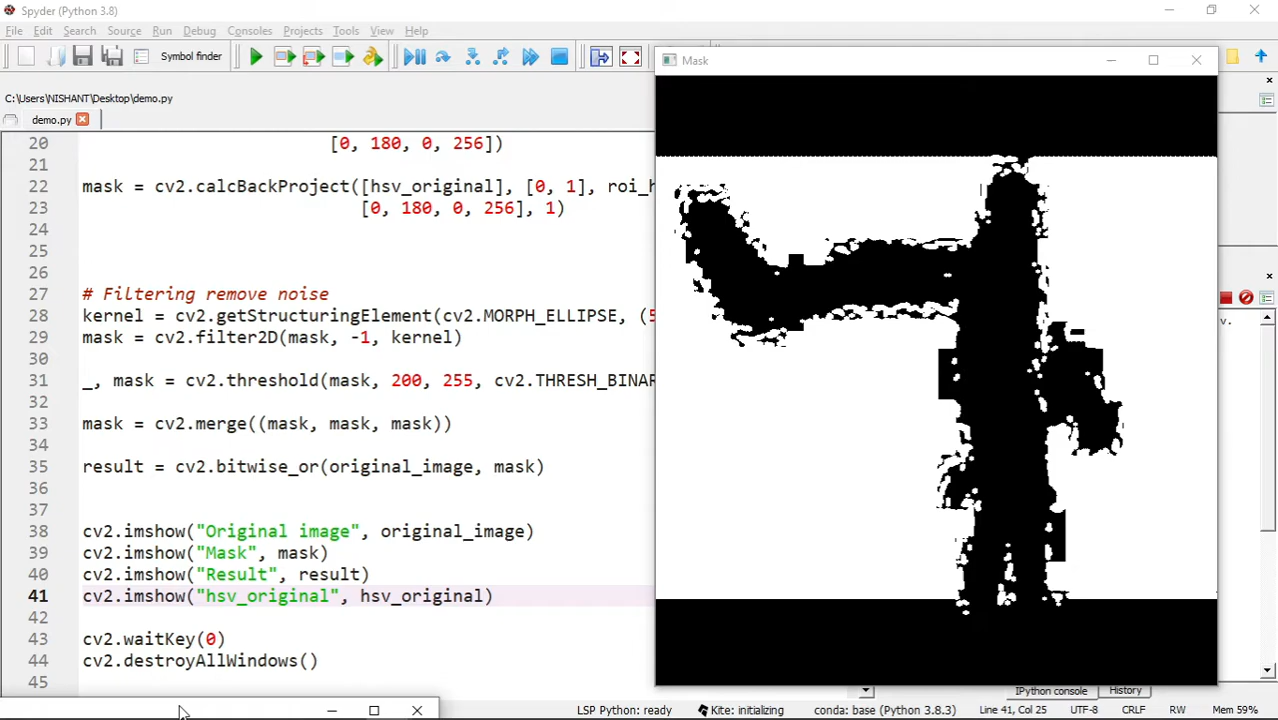 Spyder (Python 3.8)
File Edit Search Source Run Debug Consoles Projects Tools View Help
Symbol finder
C:\Users\NISHANT\Desktop\demo.py
demo.py
Mask
20 [0, 180, 0, 256])
21
22 mask = cv2.calcBackProject([hsv_original], [0, 1], roi_h
23 [0, 180, 0, 256], 1)
24
25
26
27 # Filtering remove noise
28 kernel = cv2.getStructuringElement(cv2.MORPH_ELLIPSE, (5
29 mask = cv2.filter2D(mask, -1, kernel)
30
31 _, mask = cv2.threshold(mask, 200, 255, cv2.THRESH_BINAR
32
33 mask = cv2.merge((mask, mask, mask))
34
35 result = cv2.bitwise_or(original_image, mask)
36
37
38 cv2.imshow("Original image", original_image)
39 cv2.imshow("Mask", mask)
40 cv2.imshow("Result", result)
41 cv2.imshow("hsv_original", hsv_original)
42
43 cv2.waitKey(0)
44 cv2.destroyAllWindows()
45
v.
IPython console History
LSP Python: ready Kite: initializing conda: base (Python 3.8.3) Line 41, Col 25 UTF-8 CRLF RW Mem 59%